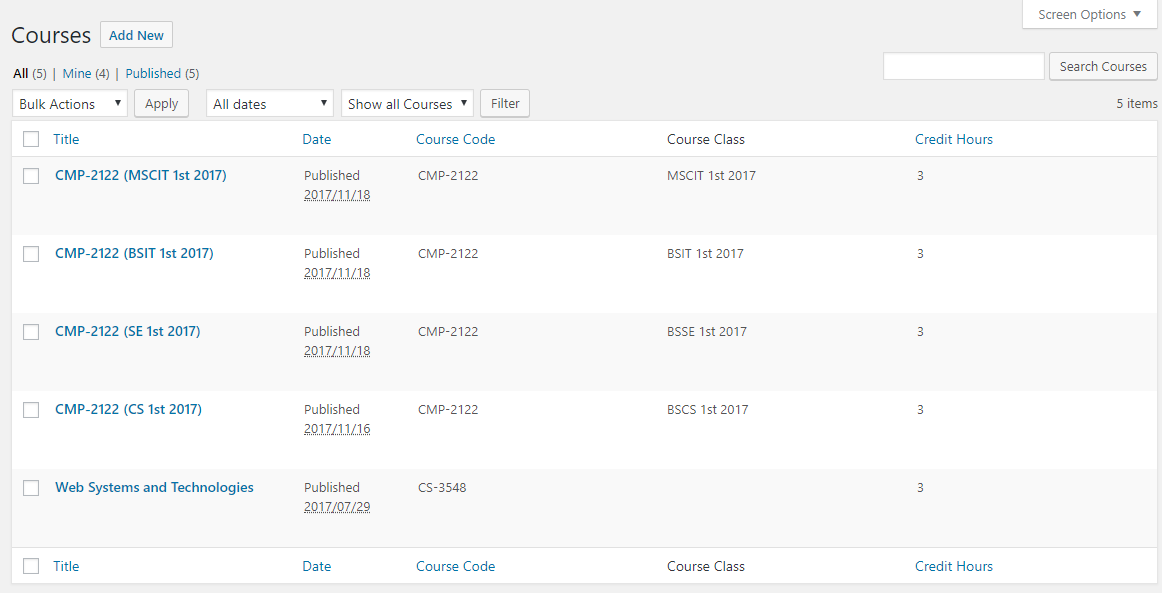 Screen Options ▼
Courses Add New
All (5) | Mine (4) | Published (5)
Search Courses
Bulk Actions Apply All dates Show all Courses Filter 5 items
Title Date Course Code Course Class Credit Hours
CMP-2122 (MSCIT 1st 2017) Published CMP-2122 MSCIT 1st 2017 3
2017/11/18
CMP-2122 (BSIT 1st 2017) Published CMP-2122 BSIT 1st 2017 3
2017/11/18
CMP-2122 (SE 1st 2017) Published CMP-2122 BSSE 1st 2017 3
2017/11/18
CMP-2122 (CS 1st 2017) Published CMP-2122 BSCS 1st 2017 3
2017/11/16
Web Systems and Technologies Published CS-3548 3
2017/07/29
Title Date Course Code Course Class Credit Hours